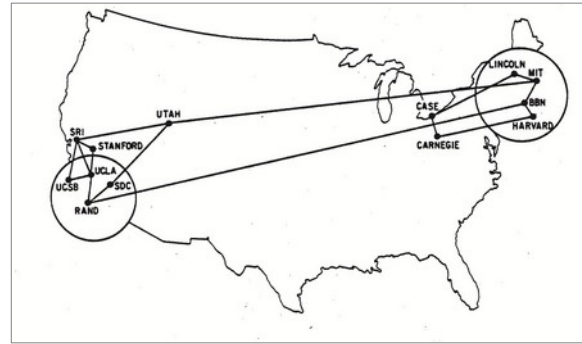 LINCOLN
MIT
CASE
BBN
UTAH
HARVARD
SRI
CARNEGIE
STANFORD
UCLA
UCSB
SDC
RAND